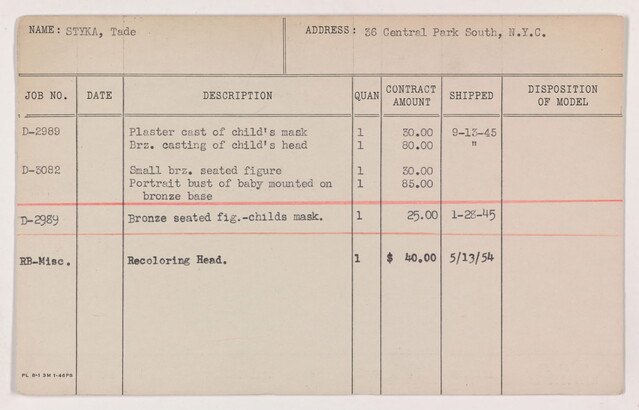 NAME: STYKA, Tade ADDRESS: 36 Central Park South, N.Y.C.
JOB NO. DATE DESCRIPTION QUAN CONTRACT AMOUNT SHIPPED DISPOSITION OF MODEL
D-2989 Plaster cast of child's mask 1 30.00 9-13-45
Brz. casting of child's head 1 80.00 "
D-3082 Small brz. seated figure 1 30.00
Portrait bust of baby mounted on 1 85.00
bronze base
D-2989 Bronze seated fig.-childs mask. 1 25.00 1-28-45
RB-Misc. Recoloring Head. 1 $ 40.00 5/13/54